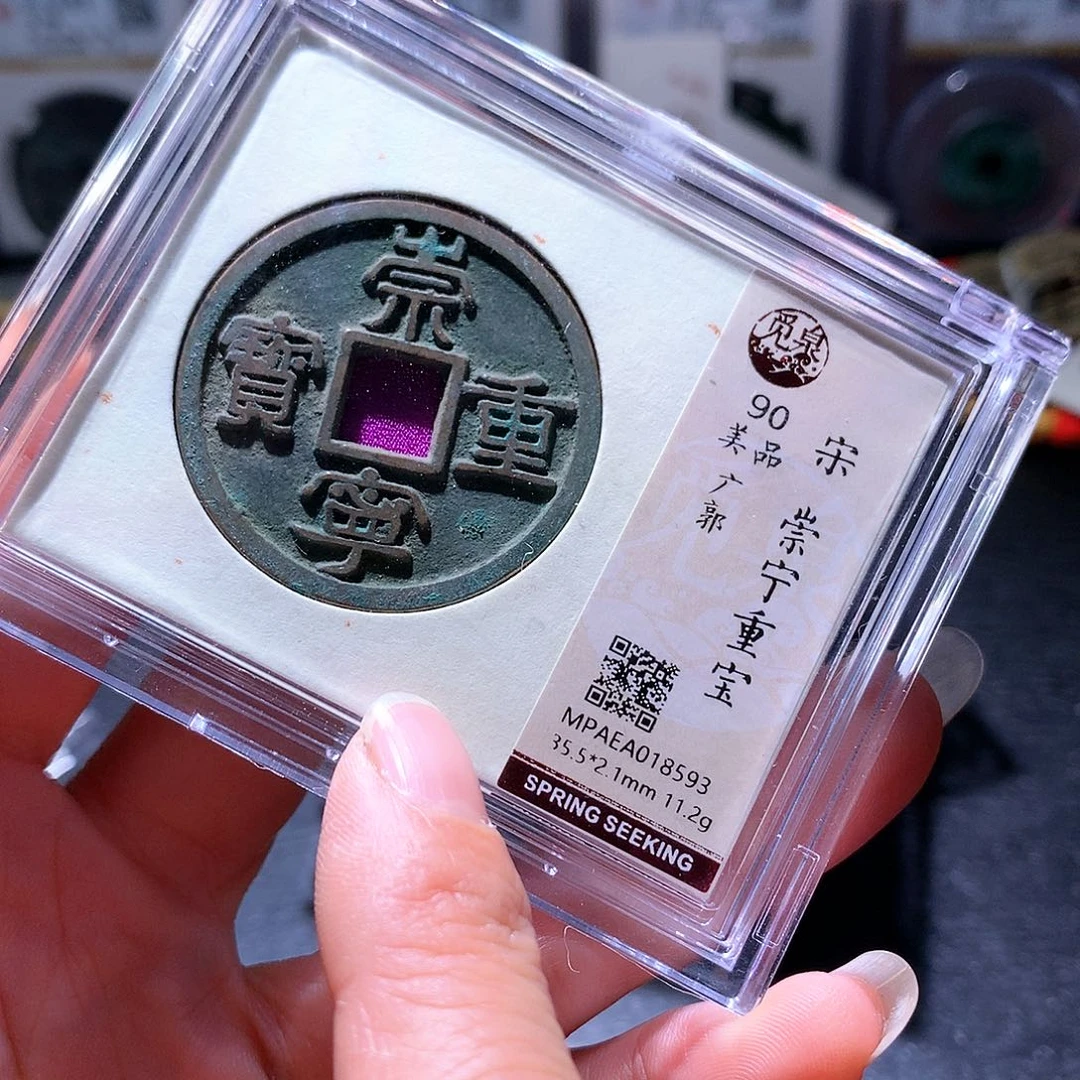 崇
寧
重
寶
觅泉
90
美品
广郭
宋 崇宁重宝
MPAEA018593
35.5*2.1mm 11.2g
SPRING SEEKING